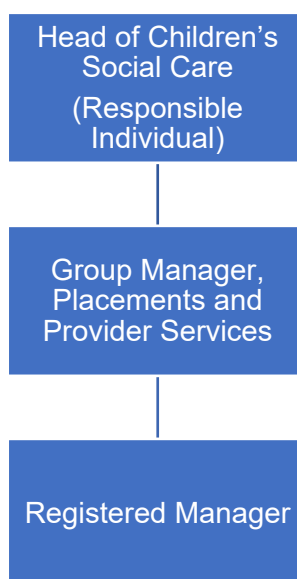 Head of Children's
Social Care
(Responsible
Individual)
Group Manager,
Placements and
Provider Services
Registered Manager